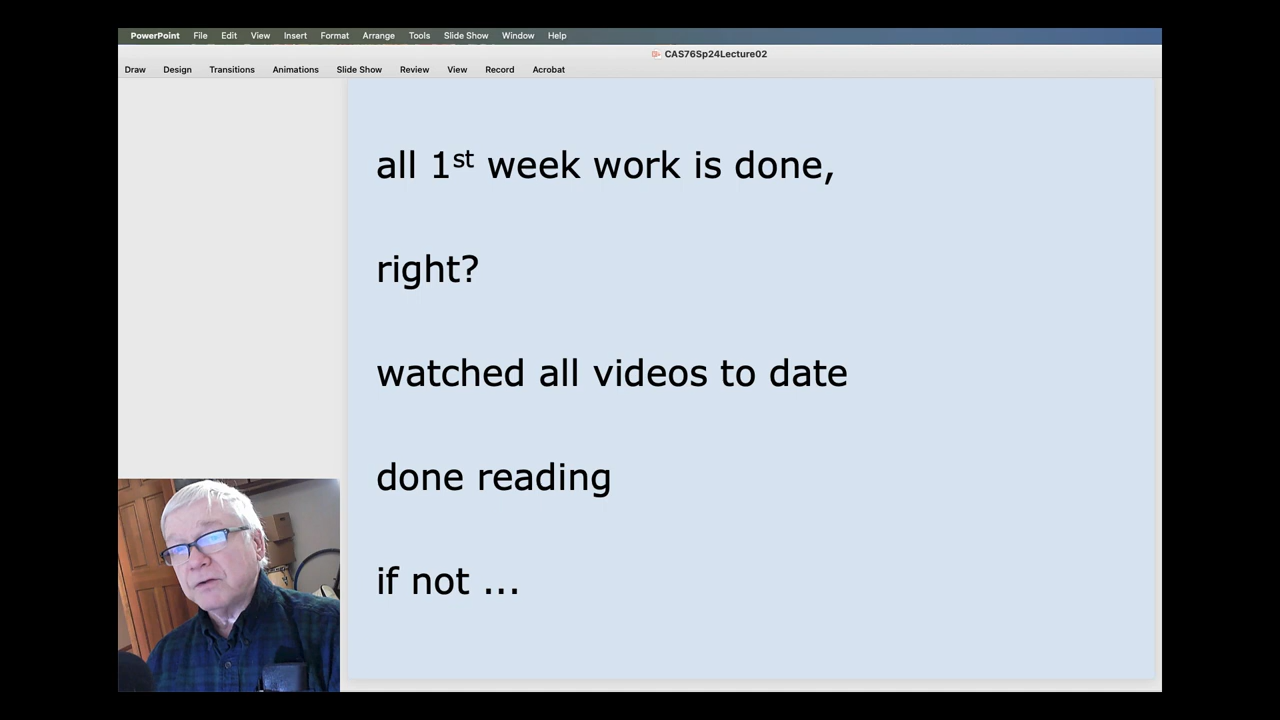 PowerPoint File Edit View Insert Format Arrange Tools Slide Show Window Help
CAS76Sp24Lecture02
Draw Design Transitions Animations Slide Show Review View Record Acrobat
all 1st week work is done,
right?
watched all videos to date
done reading
if not ...